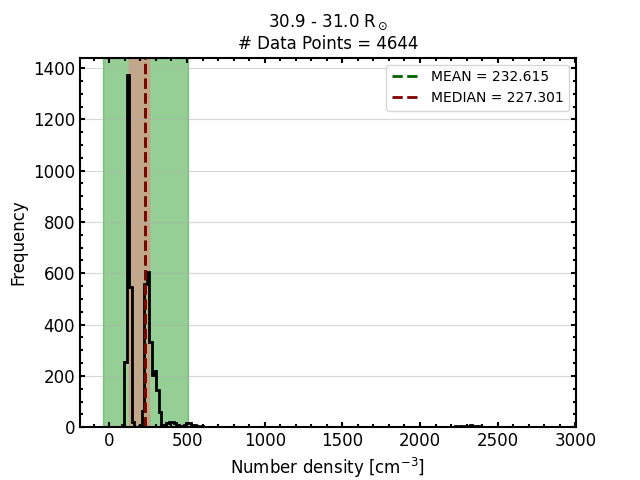 30.9 - 31.0 R⊙
# Data Points = 4644
MEAN = 232.615
MEDIAN = 227.301
Frequency
1400
1200
1000
800
600
400
200
0
0 500 1000 1500 2000 2500 3000
Number density [cm⁻³]